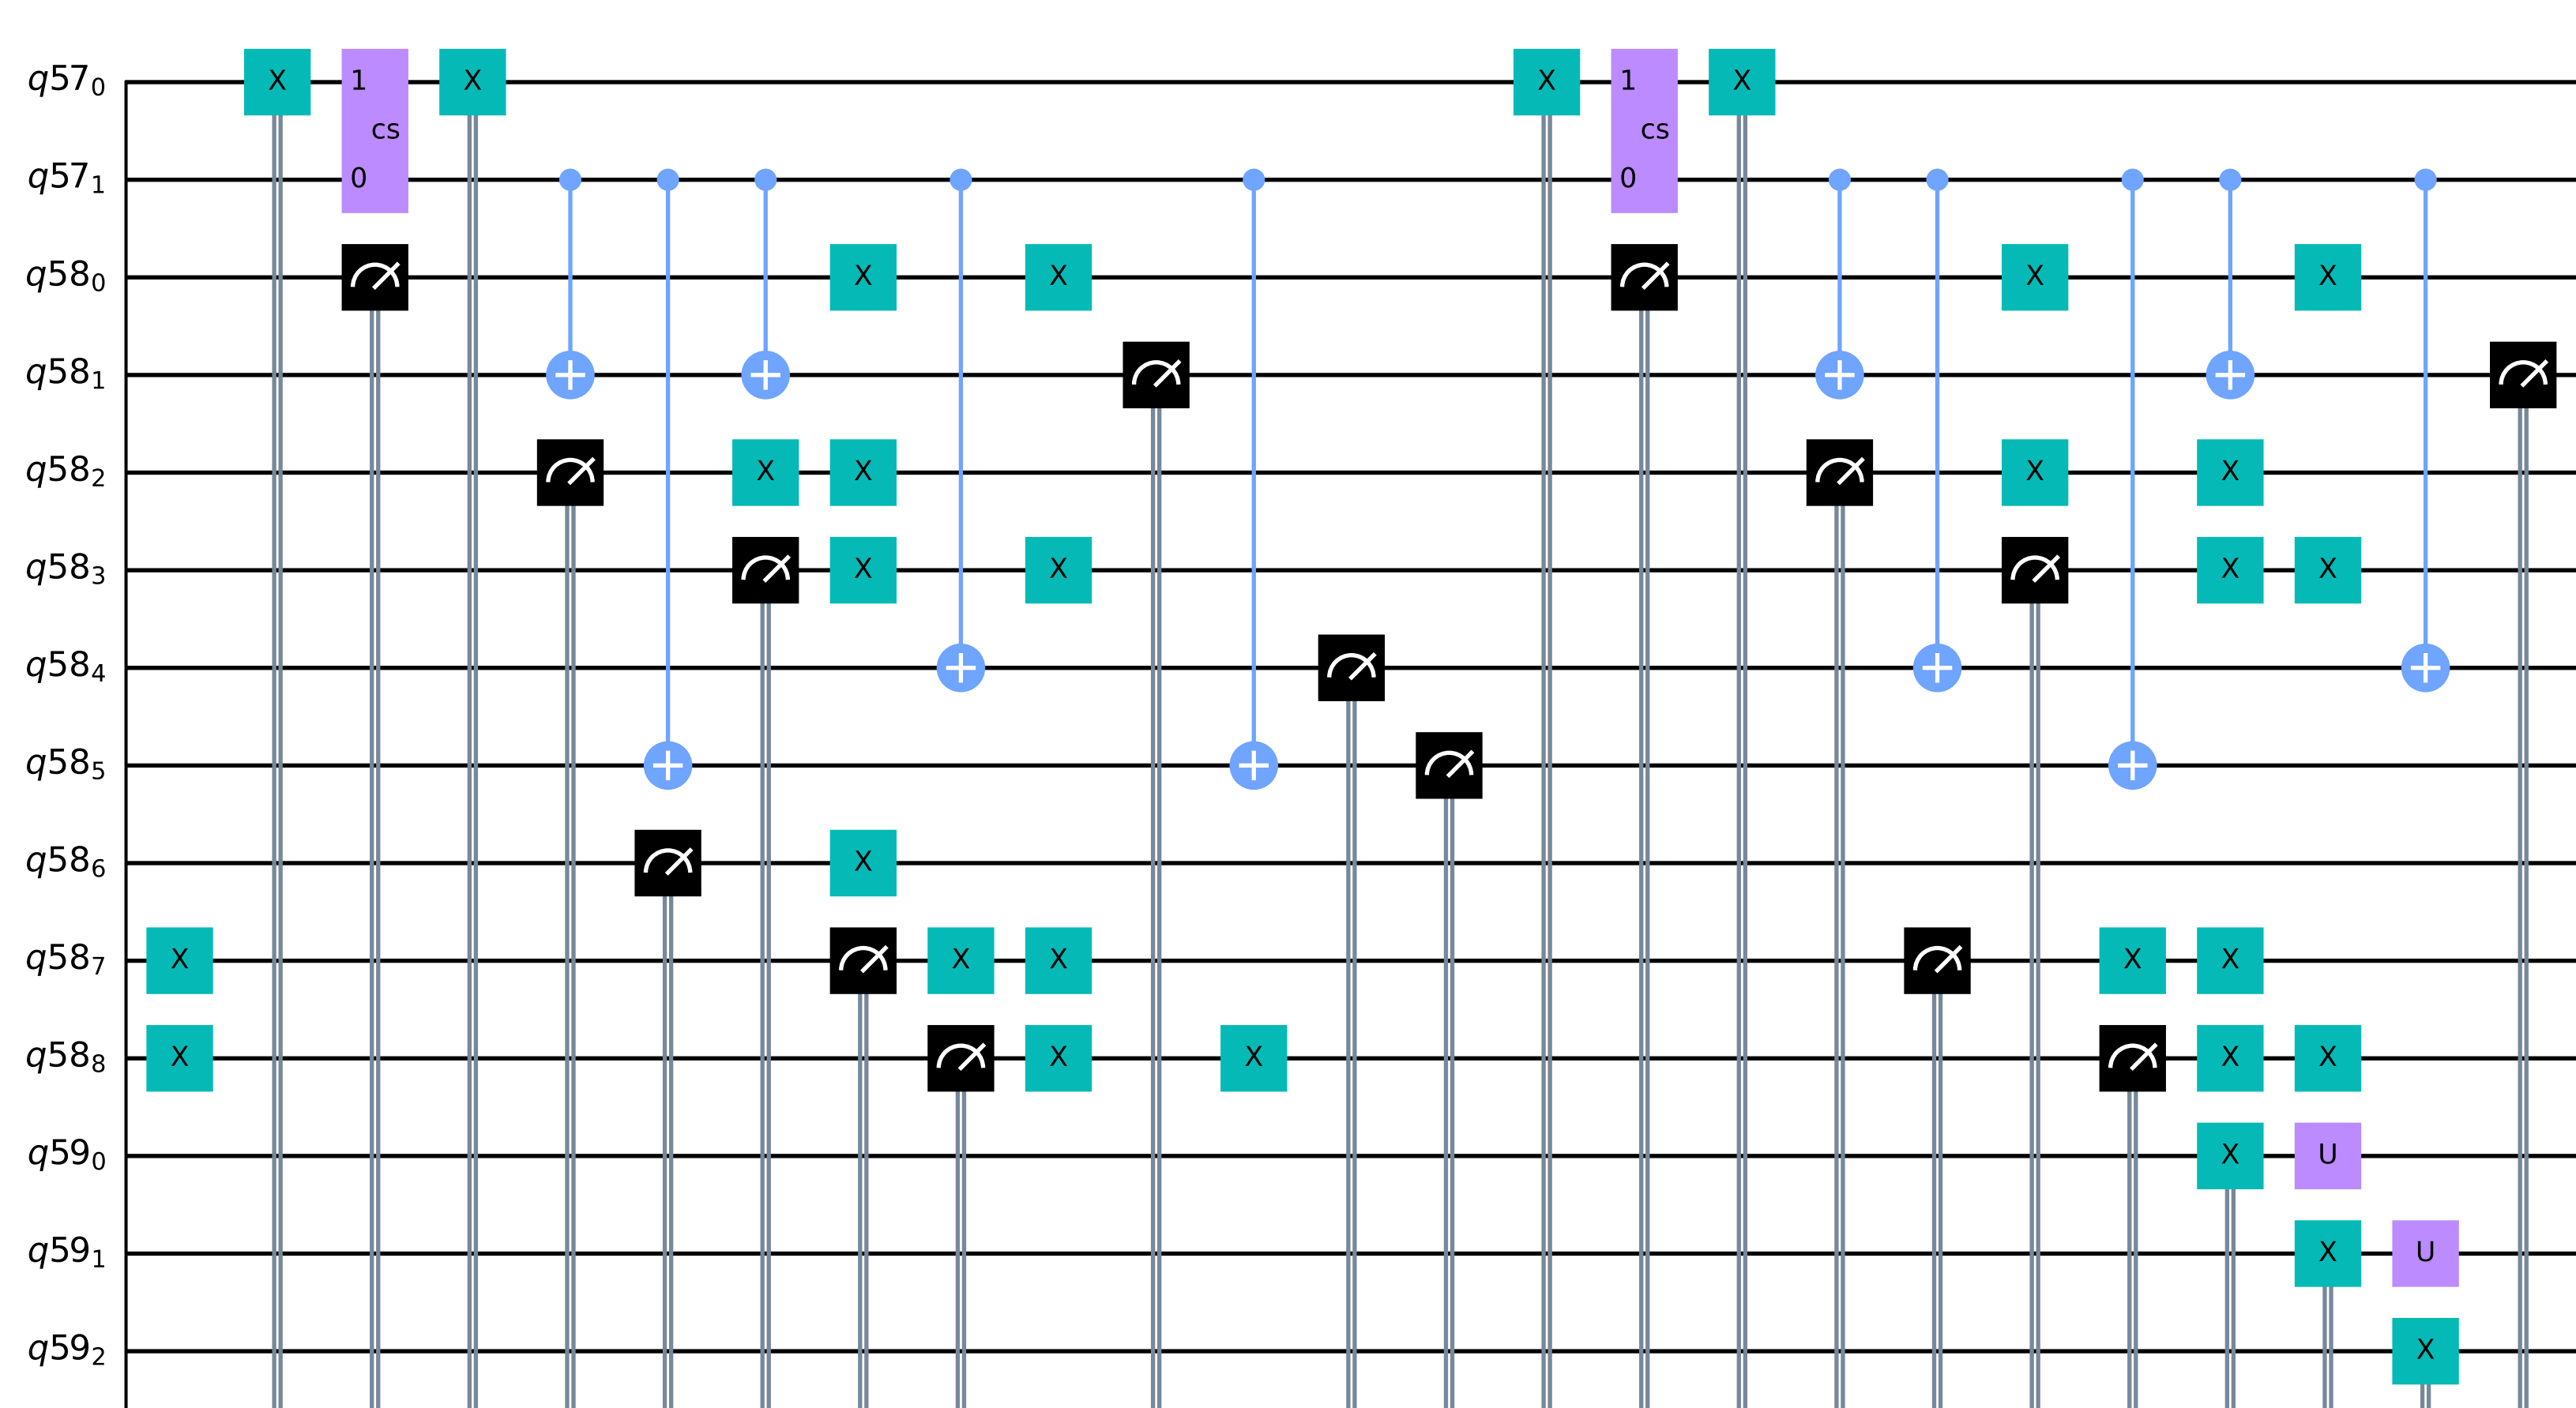 q57₀ X 1 X X 1 X
cs cs
q57₁ 0 0
q58₀ X X X X
q58₁
q58₂ X X X X
q58₃ X X X X
q58₄
q58₅
q58₆ X
q58₇ X X X X X
q58₈ X X X X X
q59₀ X U
q59₁ X U
q59₂ X